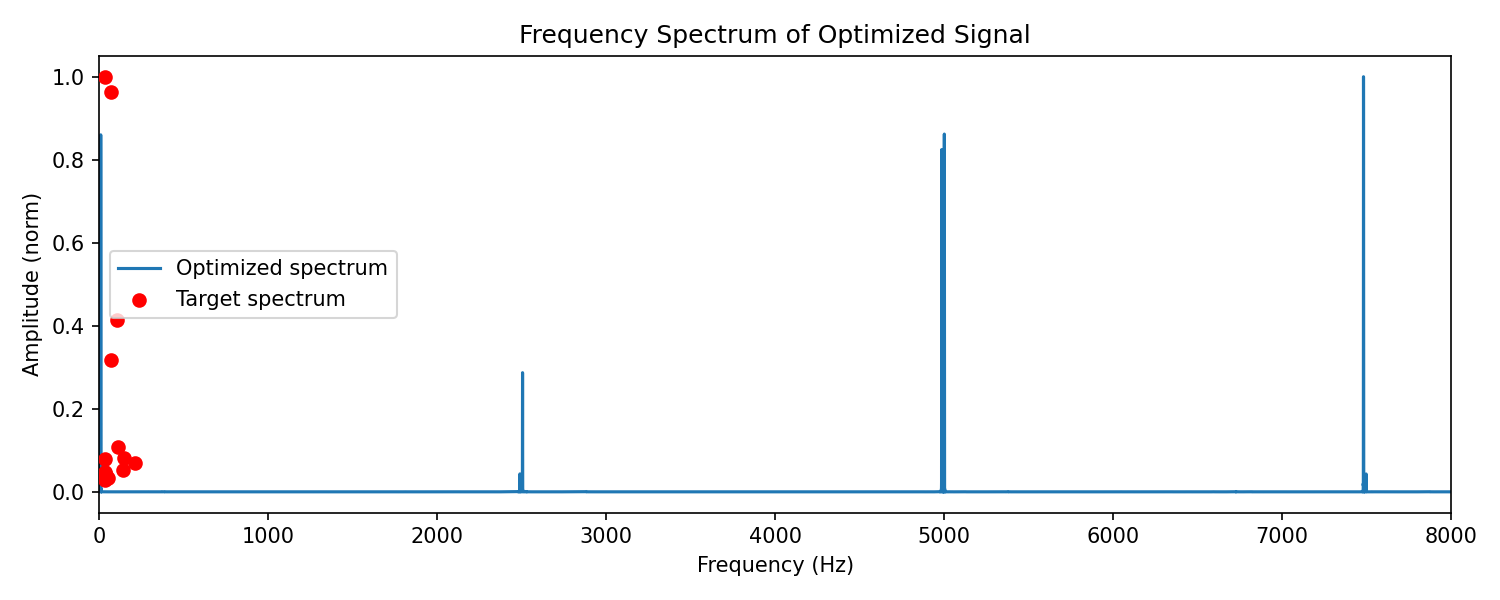 Frequency Spectrum of Optimized Signal
Amplitude (norm)
1.0
0.8
0.6
0.4
0.2
0.0
Optimized spectrum
Target spectrum
0 1000 2000 3000 4000 5000 6000 7000 8000
Frequency (Hz)